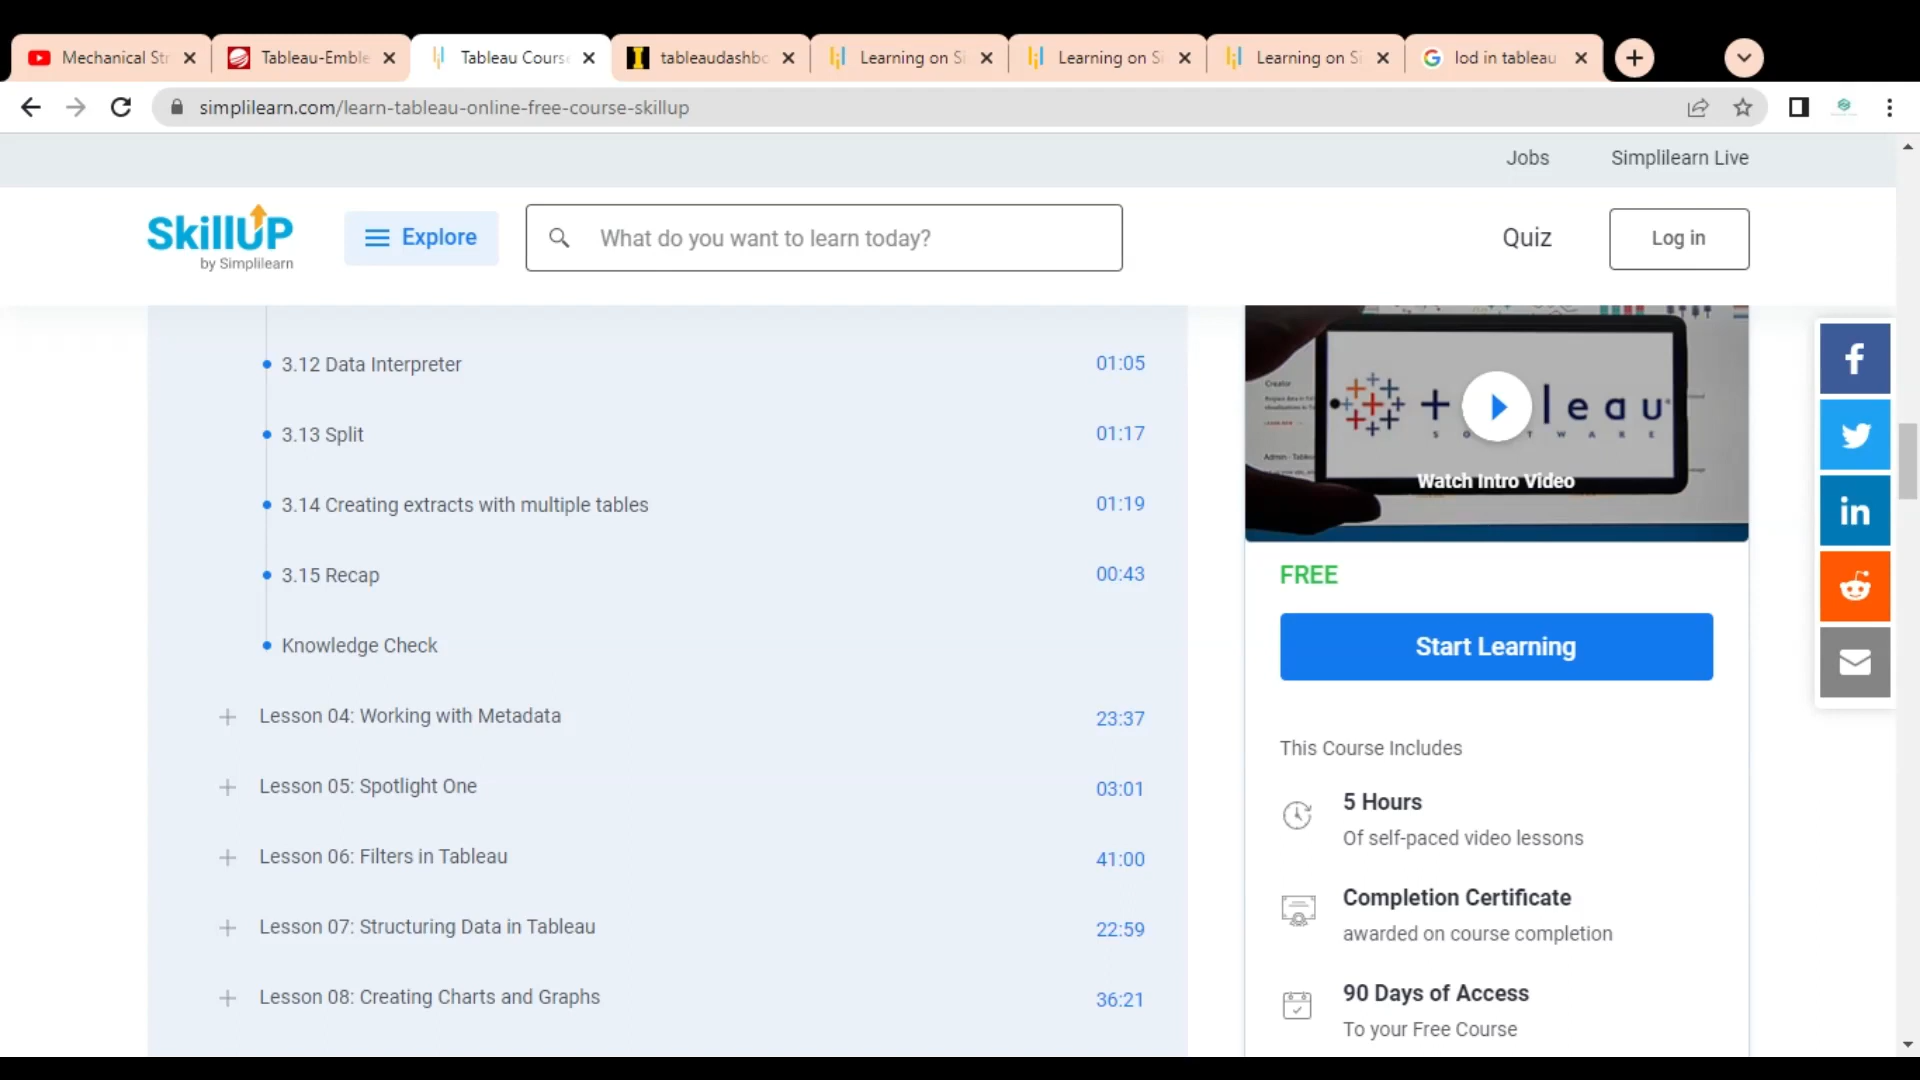 Mechanical Str
Tableau-Emble
Tableau Cours
tableaudashbo
Learning on Si
Learning on Si
Learning on Si
lod in tableau
simplilearn.com/learn-tableau-online-free-course-skillup
Jobs
Simplilearn Live
SkillUP
by Simplilearn
Explore
What do you want to learn today?
Quiz
Log in
3.12 Data Interpreter
01:05
3.13 Split
01:17
3.14 Creating extracts with multiple tables
01:19
3.15 Recap
00:43
Knowledge Check
Lesson 04: Working with Metadata
23:37
Lesson 05: Spotlight One
03:01
Lesson 06: Filters in Tableau
41:00
Lesson 07: Structuring Data in Tableau
22:59
Lesson 08: Creating Charts and Graphs
36:21
Creator
leau
Watch Intro Video
FREE
Start Learning
This Course Includes
5 Hours
Of self-paced video lessons
Completion Certificate
awarded on course completion
90 Days of Access
To your Free Course
f
in